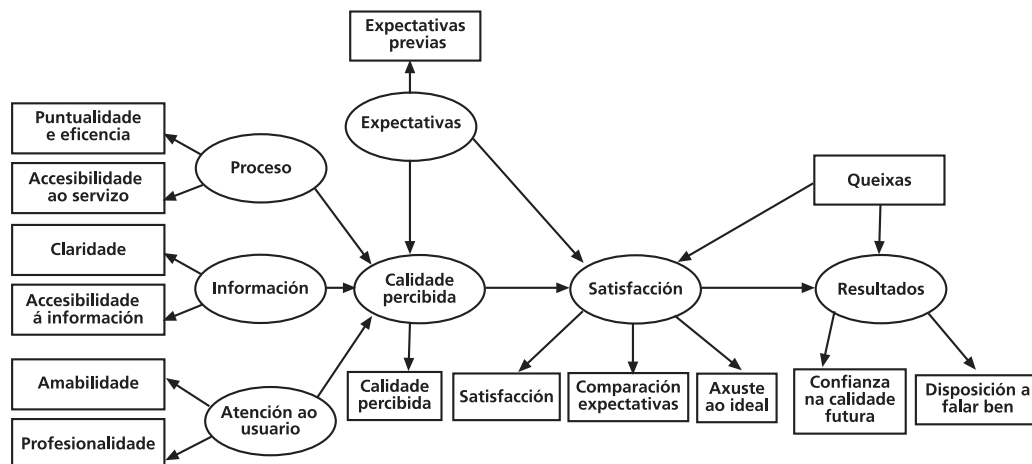 Expectativas
previas
Puntualidade
e eficencia
Expectativas
Proceso
Accesibilidade
ao servizo
Queixas
Claridade
Información
Calidade
percibida
Satisfacción
Resultados
Accesibilidade
á información
Amabilidade
Calidade
percibida
Satisfacción
Comparación
expectativas
Axuste
ao ideal
Confianza
na calidade
futura
Disposición a
falar ben
Atención ao
usuario
Profesionalidade